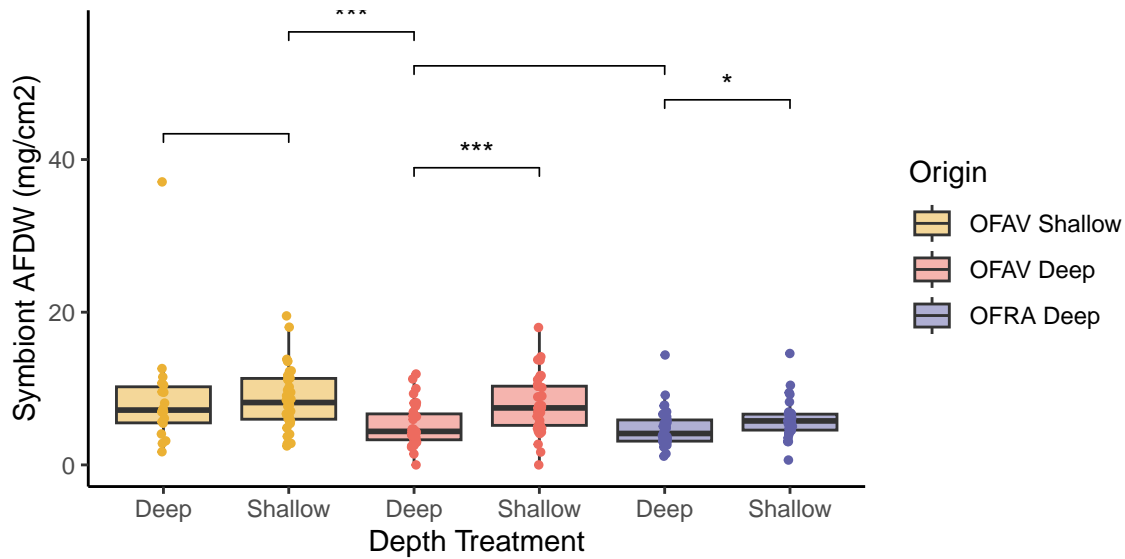 ***
*
***
Symbiont AFDW (mg/cm2)
40
20
0
Deep Shallow Deep Shallow Deep Shallow
Depth Treatment
Origin
OFAV Shallow
OFAV Deep
OFRA Deep